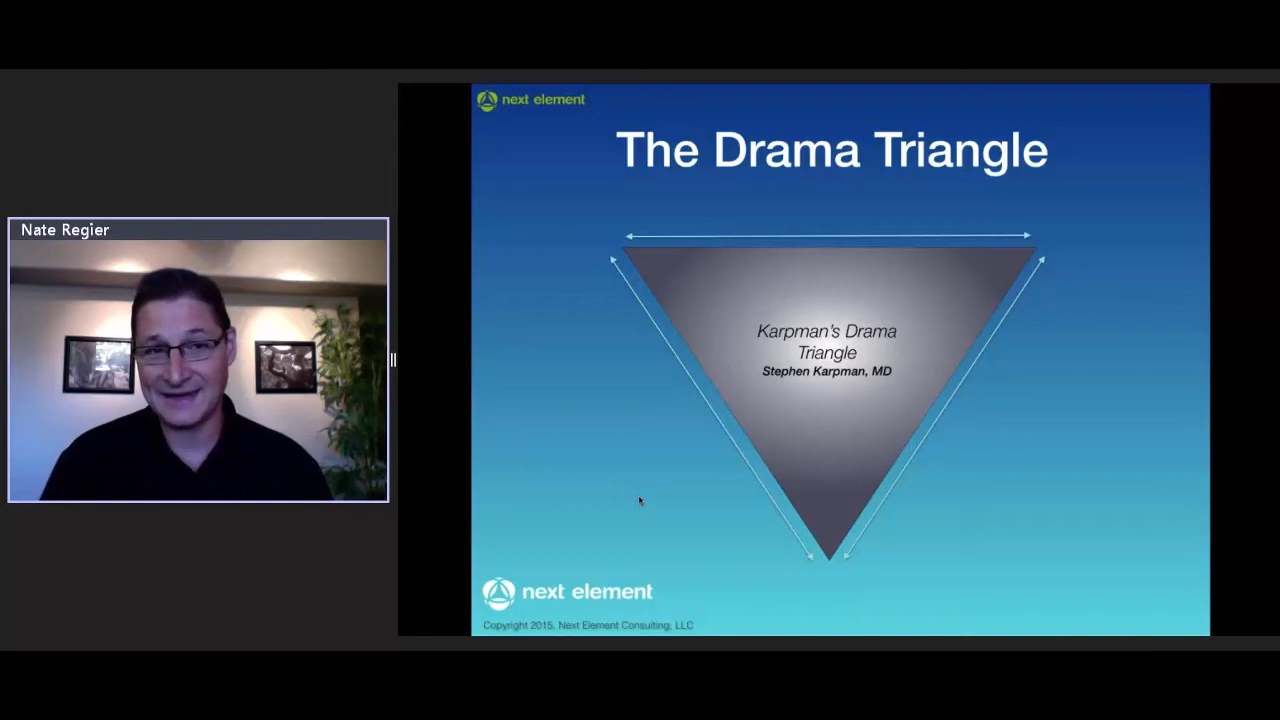 Nate Regier
next element
The Drama Triangle
Karpman's Drama
Triangle
Stephen Karpman, MD
next element
Copyright 2015, Next Element Consulting, LLC